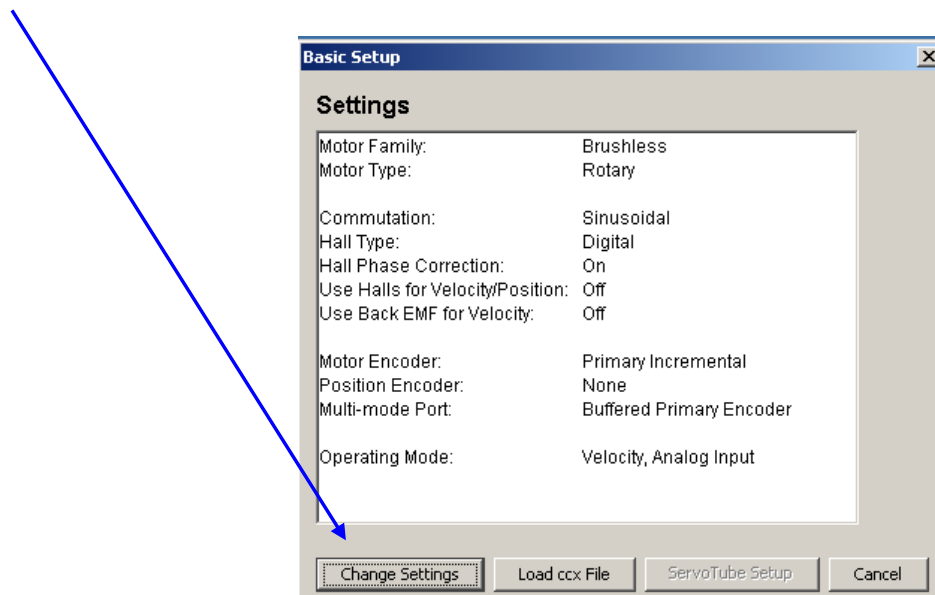 Basic Setup
Settings
Motor Family: Brushless
Motor Type: Rotary
Commutation: Sinusoidal
Hall Type: Digital
Hall Phase Correction: On
Use Halls for Velocity/Position: Off
Use Back EMF for Velocity: Off
Motor Encoder: Primary Incremental
Position Encoder: None
Multi-mode Port: Buffered Primary Encoder
Operating Mode: Velocity, Analog Input
Change Settings Load ccx File ServoTube Setup Cancel